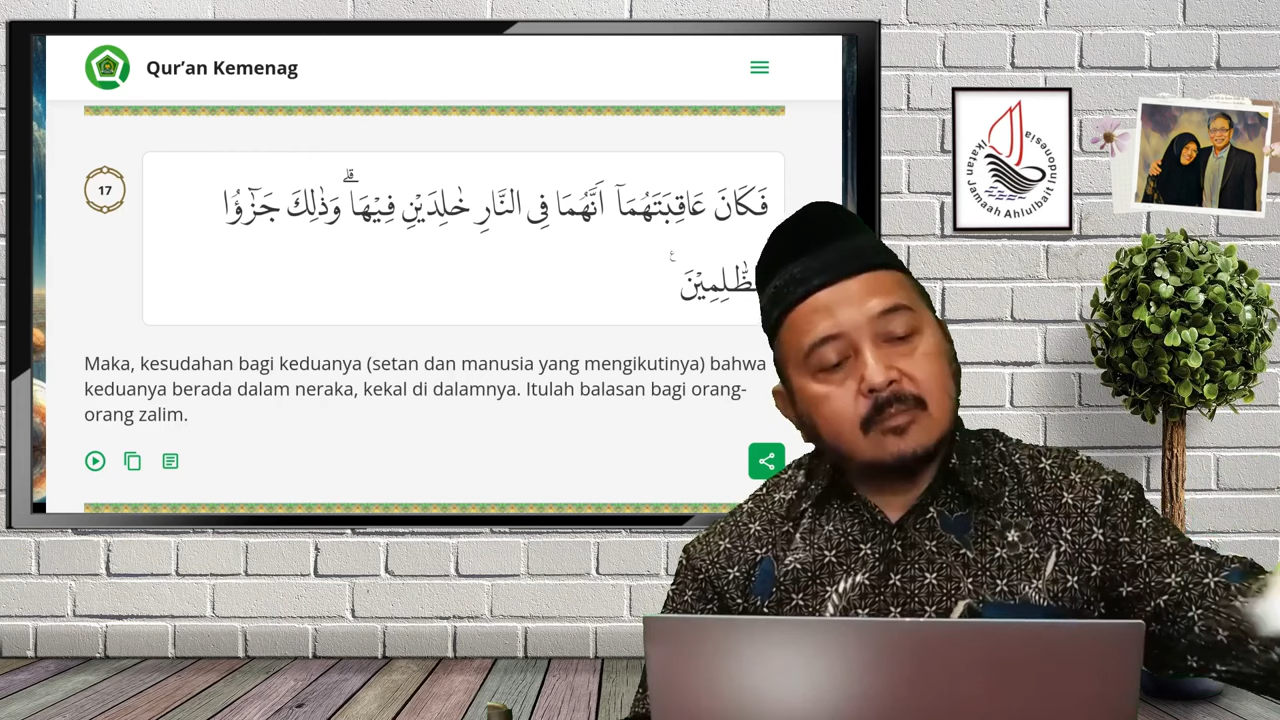 Qur’an Kemenag
17
فَكَانَ عَاقِبَتَهُمَآ اَنَّهُمَا فِى النَّارِ خٰلِدَيْنِ فِيْهَاۗ وَذٰلِكَ جَزٰۤؤُا
Maka, kesudahan bagi keduanya (setan dan manusia yang mengikutinya) bahwa
keduanya berada dalam neraka, kekal di dalamnya. Itulah balasan bagi orang-
orang zalim.
Ikatan Jamaah Ahlulbait Indonesia